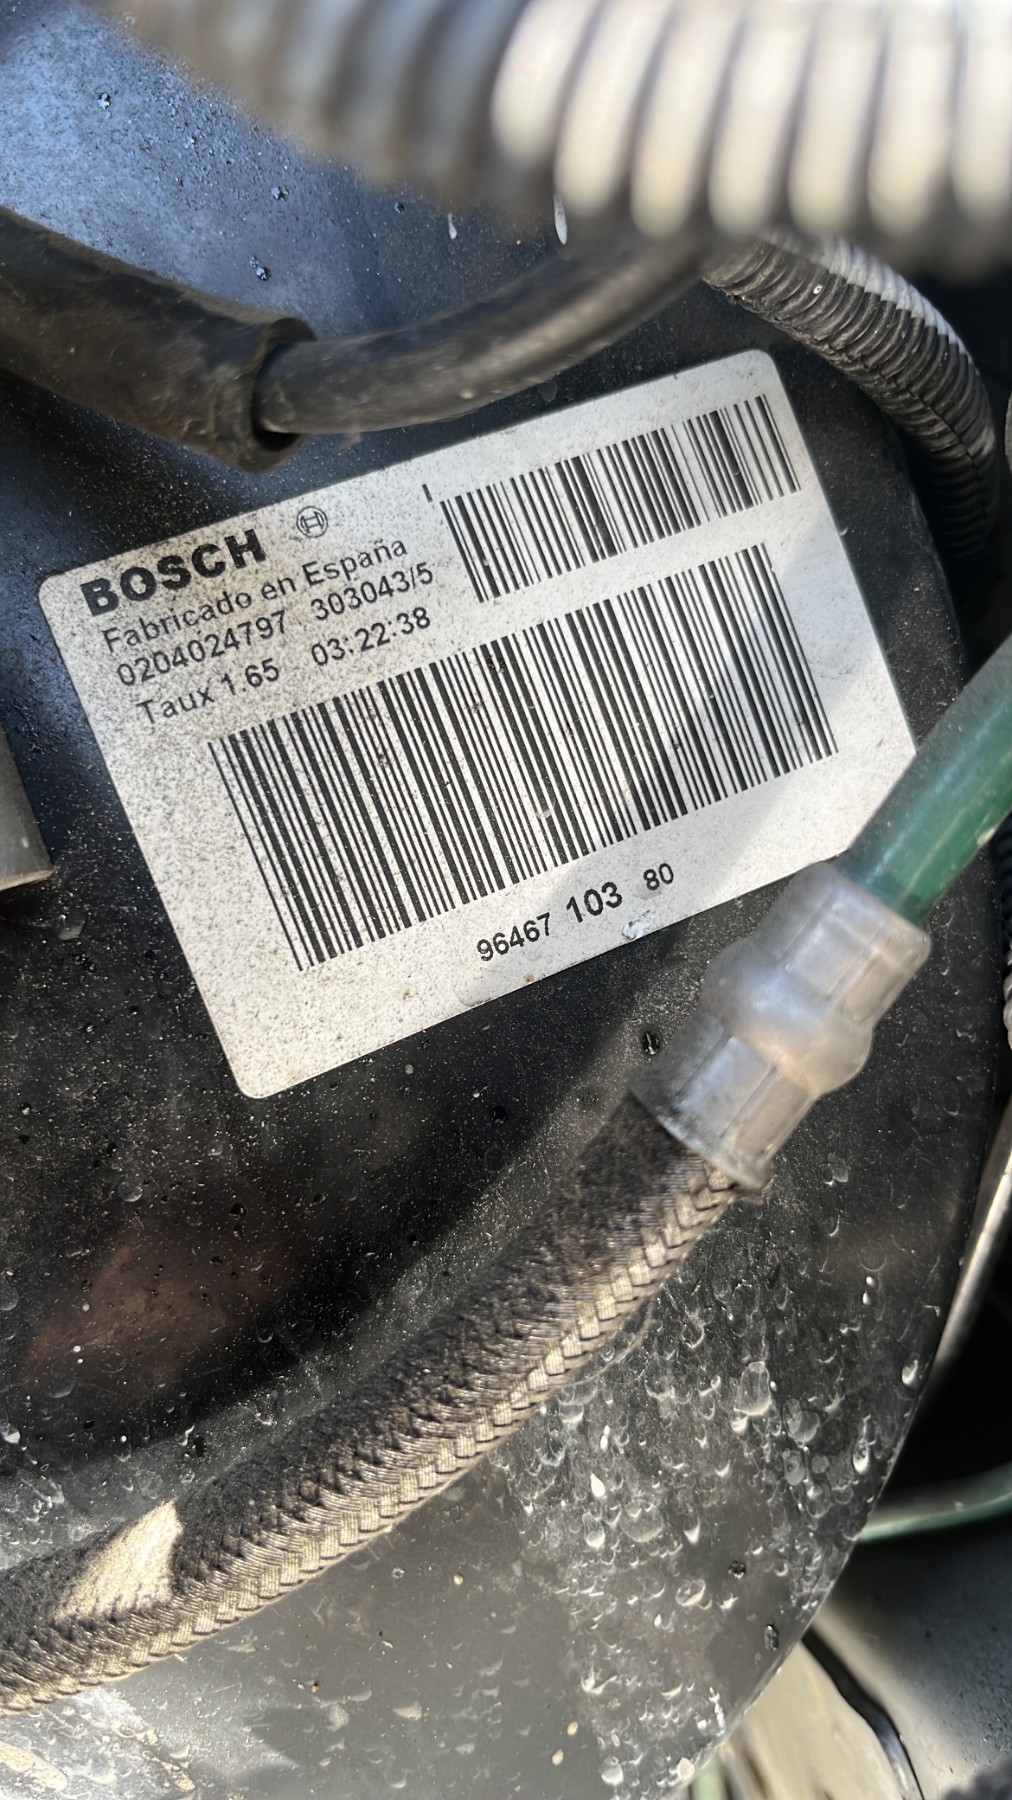 BOSCH
Fabricado en España
0204024797 303043/5
Taux 1.65 03:22:38
96467 103 80